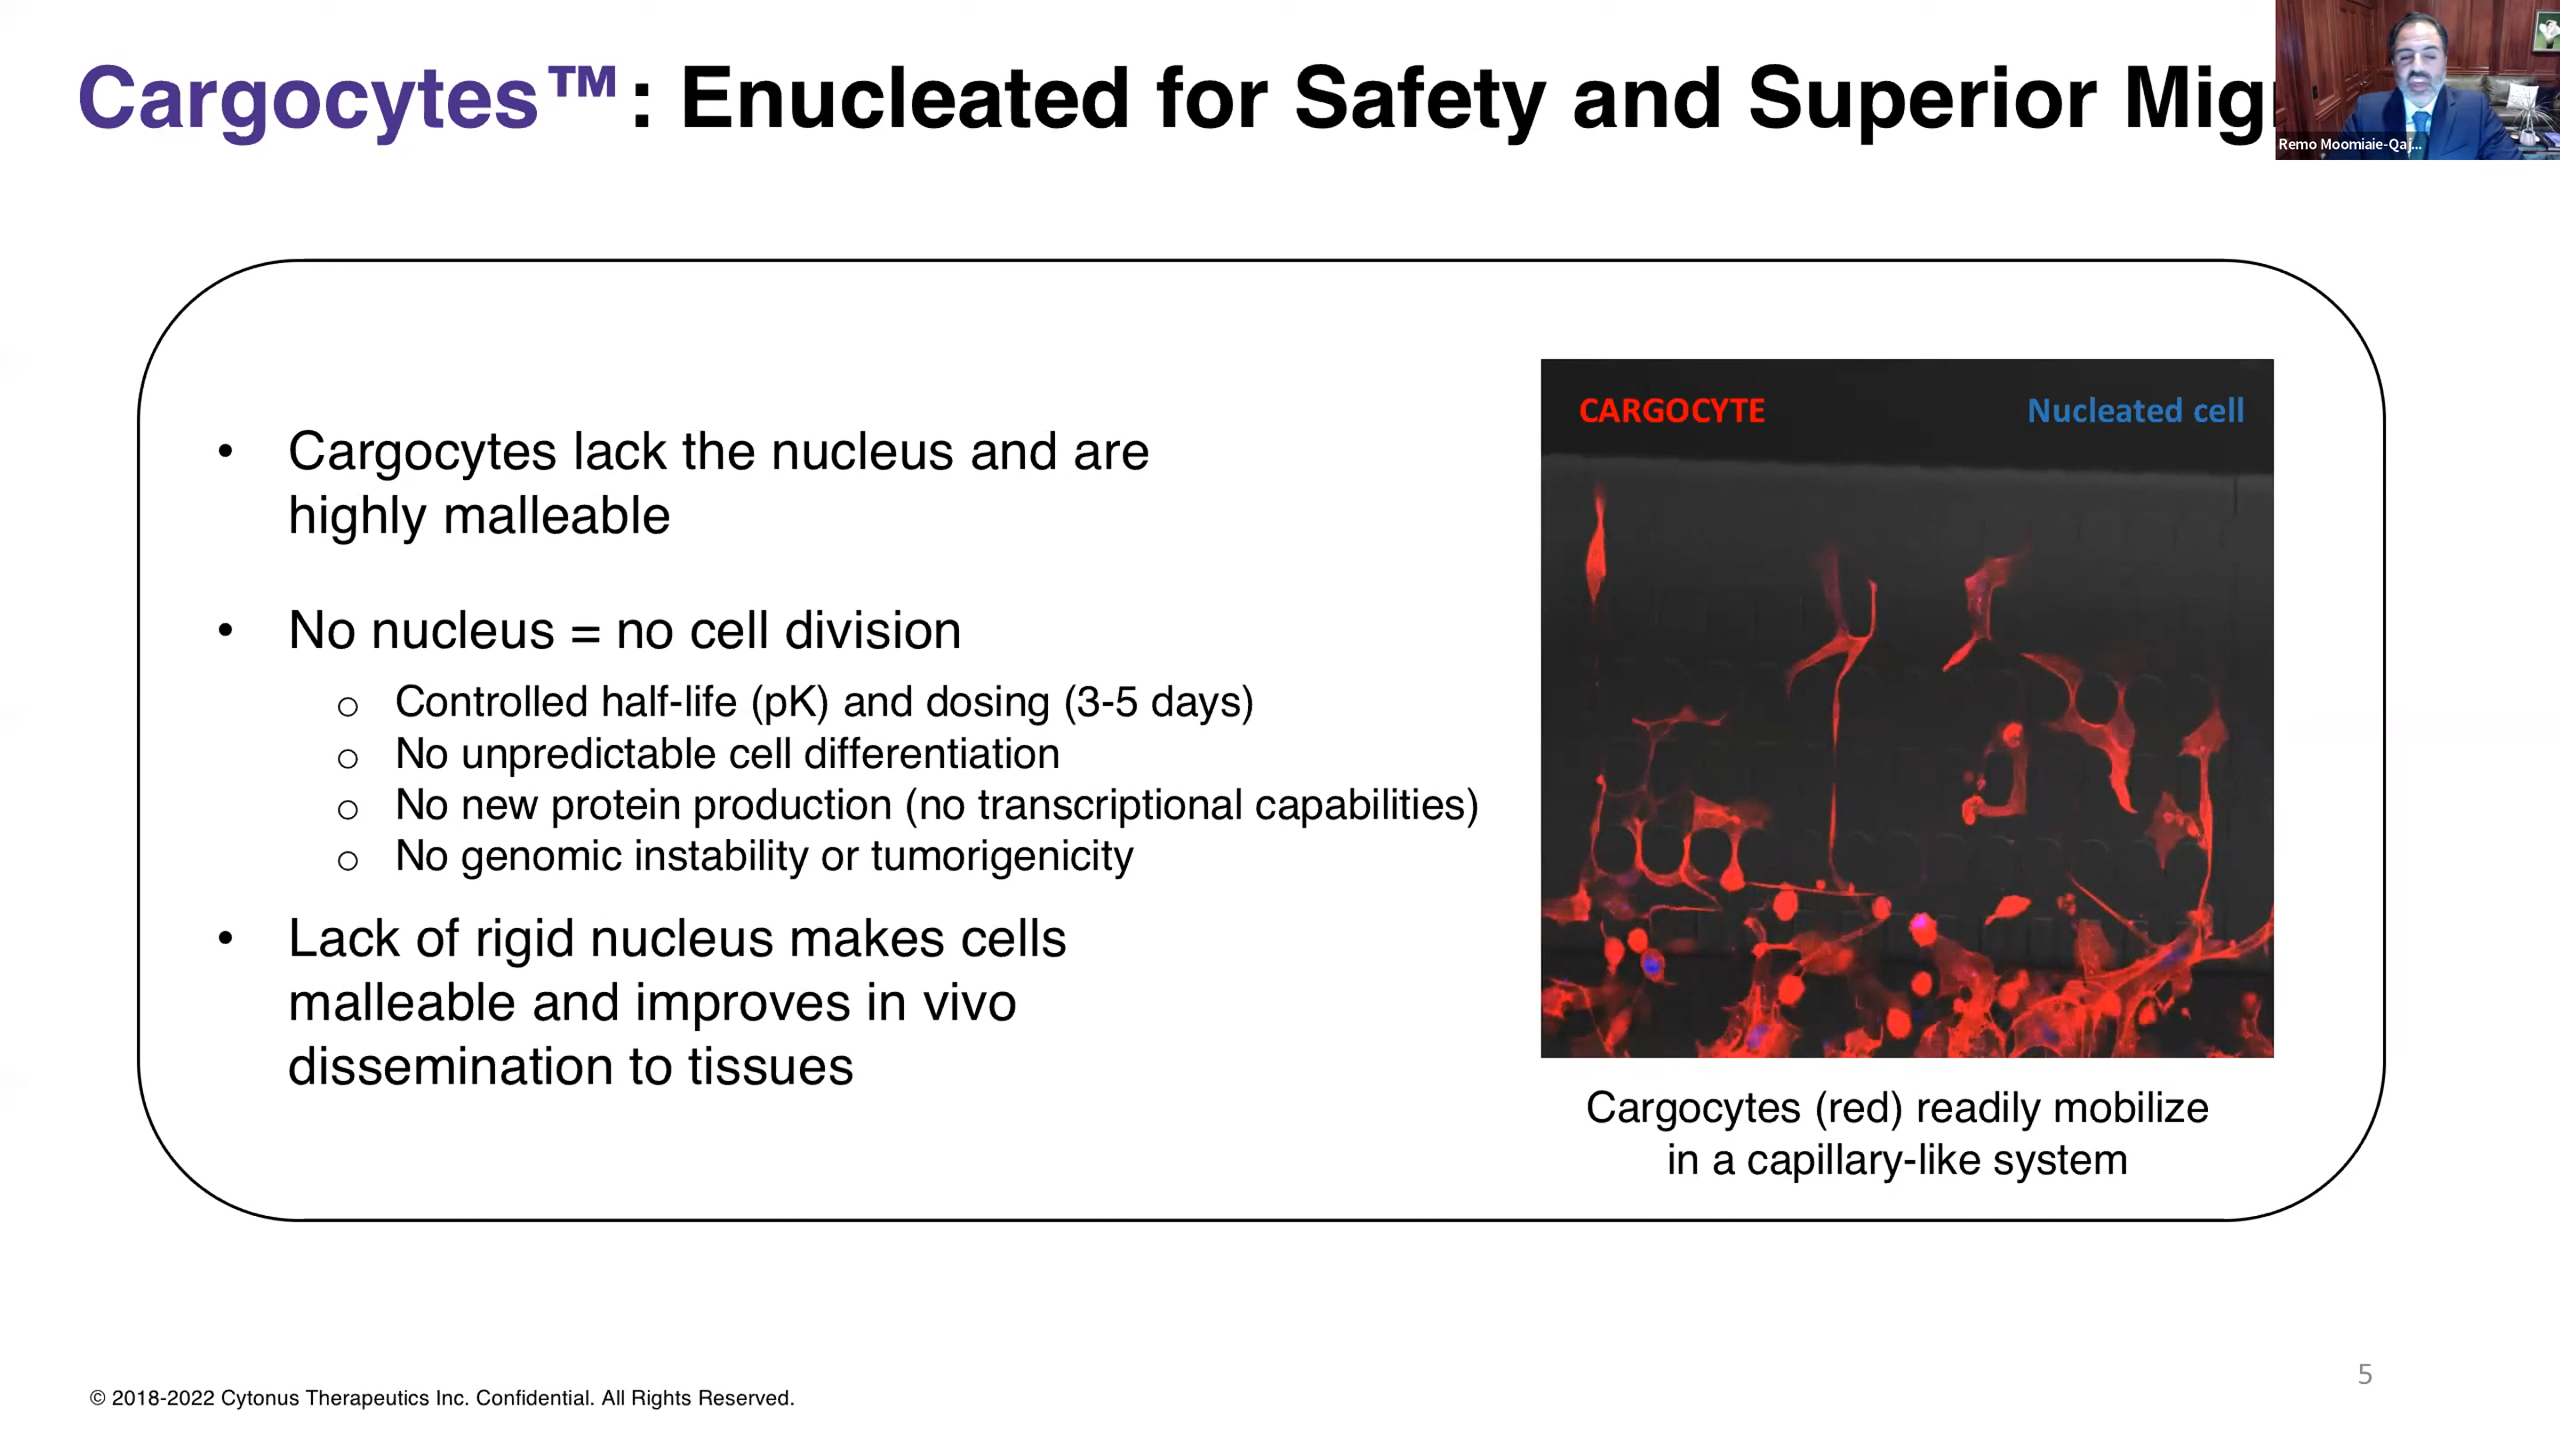 Cargocytes™: Enucleated for Safety and Superior
Remo Moomiaie-Qaj...
CARGOCYTE
Nucleated cell
• Cargocytes lack the nucleus and are
highly malleable
• No nucleus = no cell division
o Controlled half-life (pK) and dosing (3-5 days)
o No unpredictable cell differentiation
o No new protein production (no transcriptional capabilities)
o No genomic instability or tumorigenicity
• Lack of rigid nucleus makes cells
malleable and improves in vivo
dissemination to tissues
Cargocytes (red) readily mobilize
in a capillary-like system
© 2018-2022 Cytonus Therapeutics Inc. Confidential. All Rights Reserved.
5